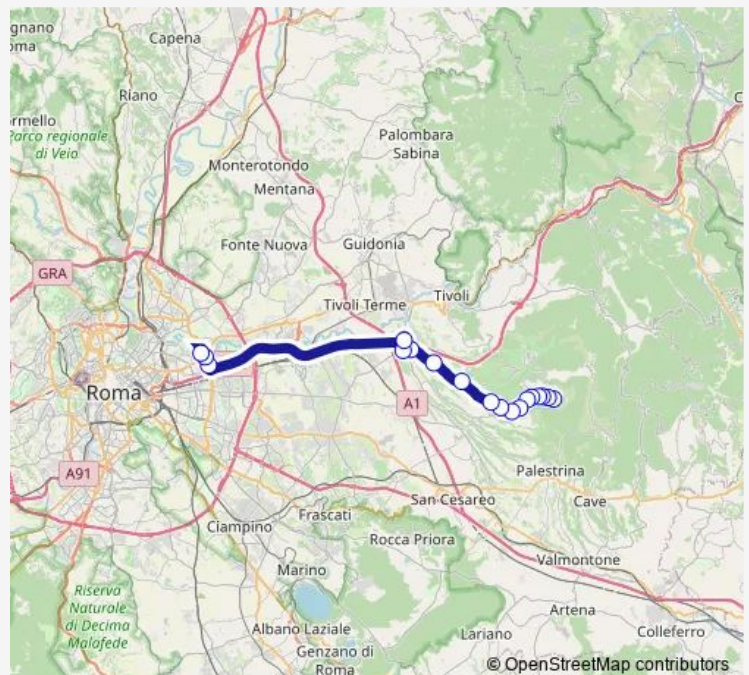 gnano
oma
Capena
ormello
Parco regionale
di Veio
Riano
Palombara
Sabina
Monterotondo
Mentana
GRA
Fonte Nuova
Guidonia
Tivoli Terme
Tivoli
Roma
A1
A91
Palestrina
Cave
San Cesareo
Ciampino
Frascati
Rocca Priora
Valmontone
Marino
Riserva
Naturale
di Decima
Malafede
Artena
Albano Laziale
Lariano
Colleferro
Genzano di
Roma
© OpenStreetMap contributors